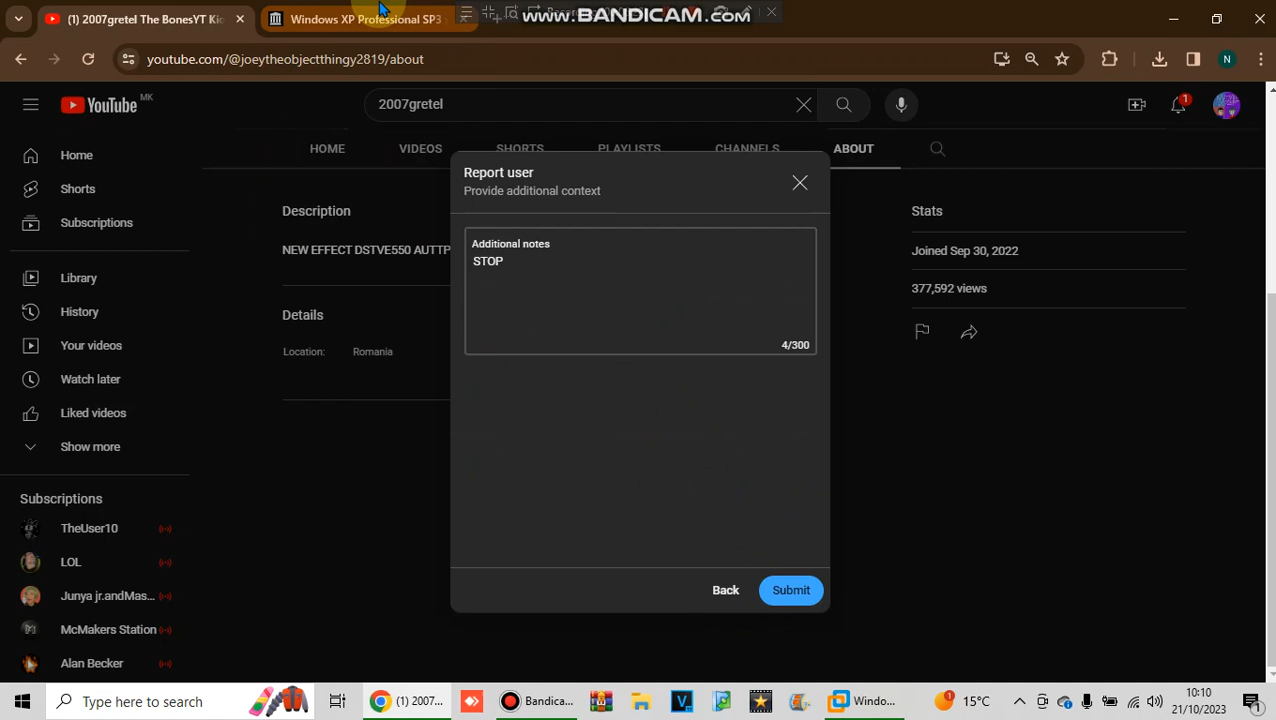 (1) 2007gretel The BonesYT Ki
Windows XP Professional SP3
www.BANDICAM.com
youtube.com/@joeytheobjectthingy2819/about
N
YouTube MK
2007gretel
1
Home
Shorts
Subscriptions
Library
History
Your videos
Watch later
Liked videos
Show more
Subscriptions
TheUser10
LOL
Junya jr.andMas...
McMakers Station
Alan Becker
HOME
VIDEOS
SHORTS
PLAYLISTS
CHANNELS
ABOUT
Description
NEW EFFECT DSTVE550 AUTTP
Details
Location: Romania
Stats
Joined Sep 30, 2022
377,592 views
Report user
Provide additional context
Additional notes
STOP
4/300
Back
Submit
Type here to search
(1) 2007...
Bandica...
Windo...
1
15°C
10:10
21/10/2023
1